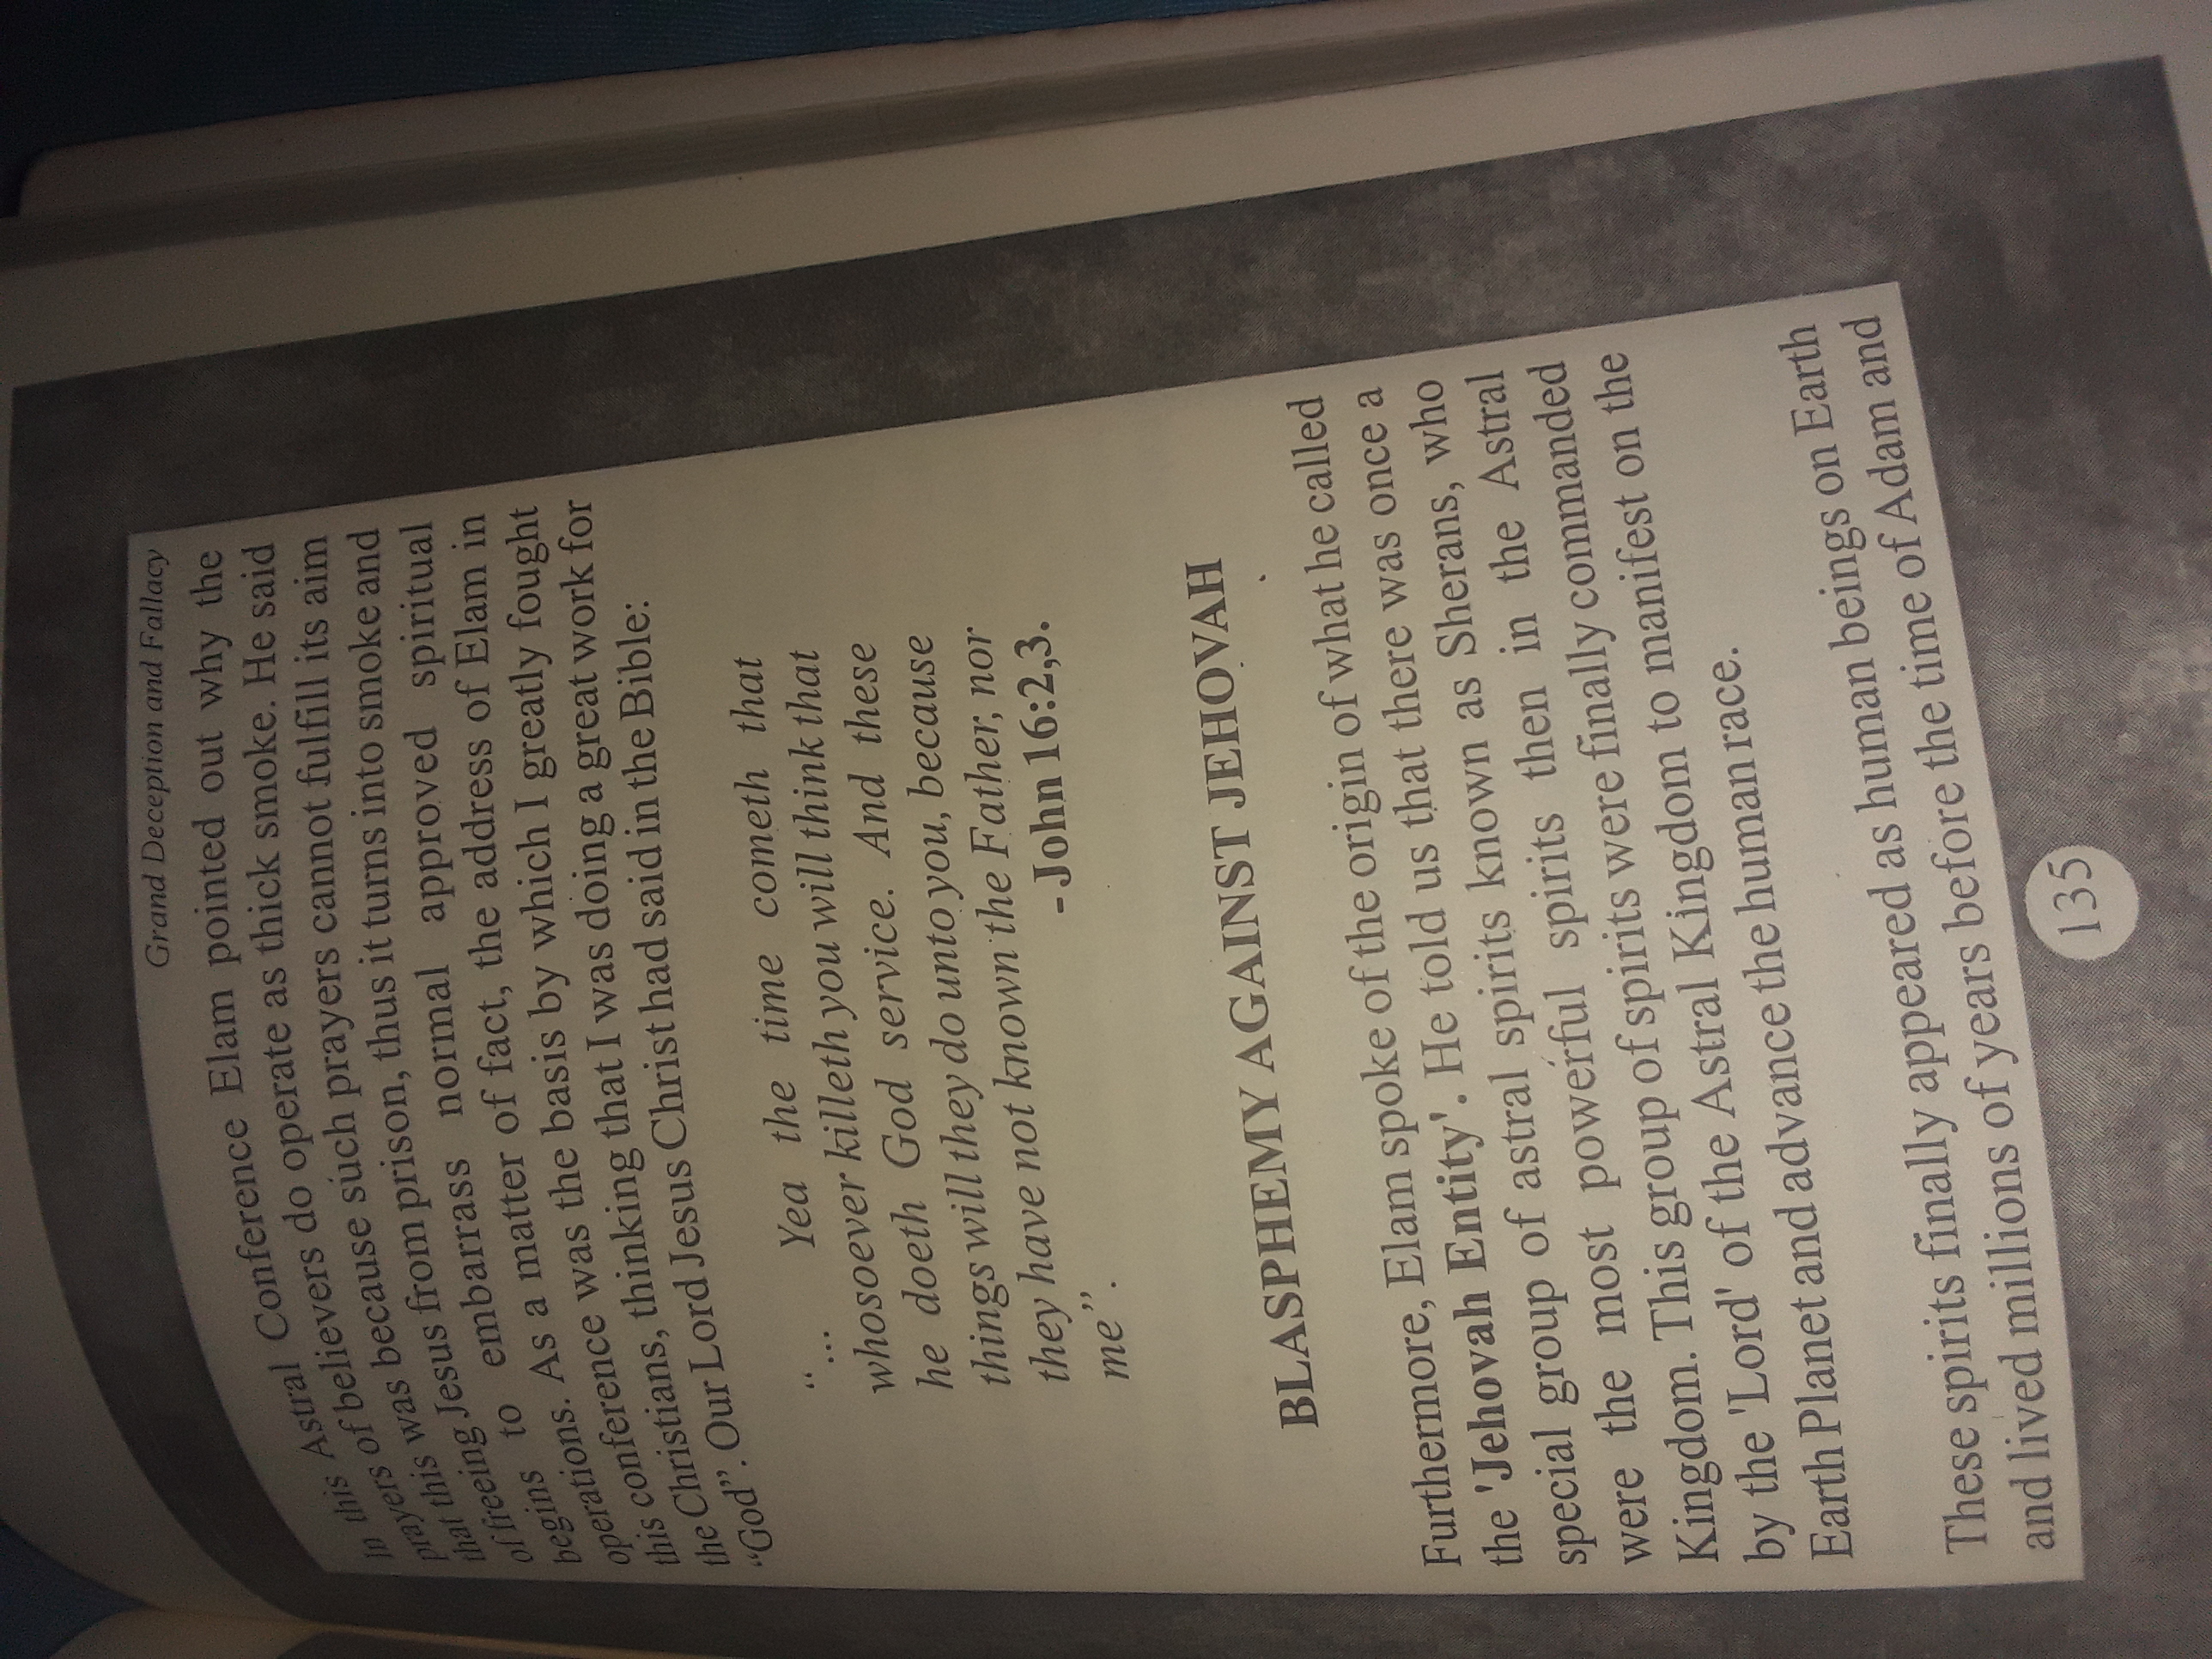 Grand Deception and Fallacy
In this Astral Conference Elam pointed out why the
prayers of believers do operate as thick smoke. He said
that this was because such prayers cannot fulfill its aim
of freeing Jesus from prison, thus it turns into smoke and
begins to embarrass normal approved spiritual
operations. As a matter of fact, the address of Elam in
this conference was the basis by which I greatly fought
the Christians, thinking that I was doing a great work for
“God”. Our Lord Jesus Christ had said in the Bible:
“... Yea the time cometh that
whosoever killeth you will think that
he doeth God service. And these
things will they do unto you, because
they have not known the Father, nor
me”. - John 16:2,3.
BLASPHEMY AGAINST JEHOVAH
Furthermore, Elam spoke of the origin of what he called
the 'Jehovah Entity'. He told us that there was once a
special group of astral spirits known as Sherans, who
were the most powerful spirits then in the Astral
Kingdom. This group of spirits were finally commanded
by the 'Lord' of the Astral Kingdom to manifest on the
Earth Planet and advance the human race.
These spirits finally appeared as human beings on Earth
and lived millions of years before the time of Adam and
135